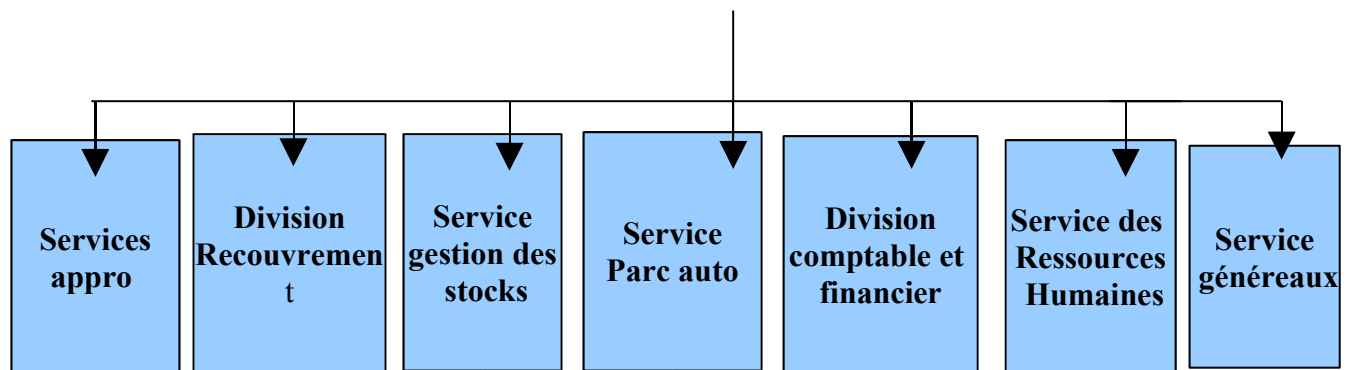 Services
appro
Division
Recouvremen
t
Service
gestion des
stocks
Service
Parc auto
Division
comptable et
financier
Service des
Ressources
Humaines
Service
généreaux